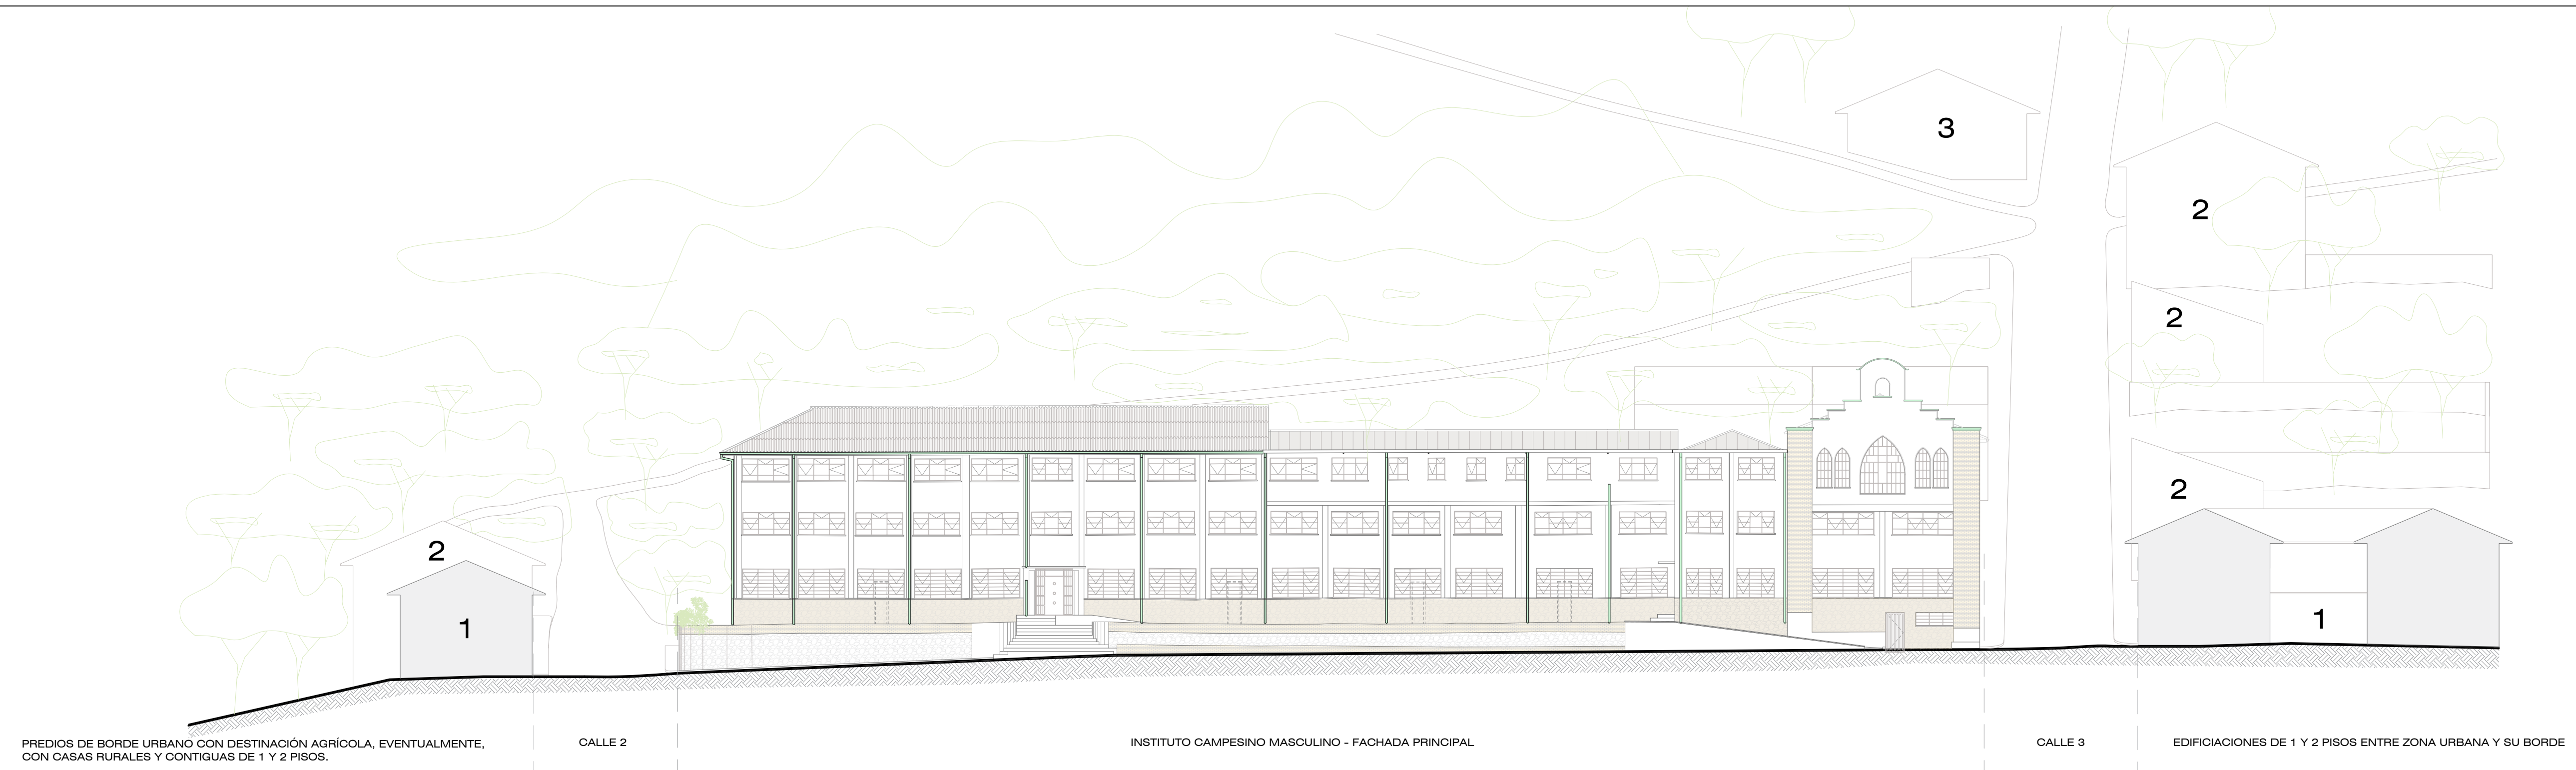 3
2
2
2
2
1
1
PREDIOS DE BORDE URBANO CON DESTINACIÓN AGRÍCOLA, EVENTUALMENTE,
CON CASAS RURALES Y CONTIGUAS DE 1 Y 2 PISOS.
CALLE 2
INSTITUTO CAMPESINO MASCULINO - FACHADA PRINCIPAL
CALLE 3
EDIFICIACIONES DE 1 Y 2 PISOS ENTRE ZONA URBANA Y SU BORDE